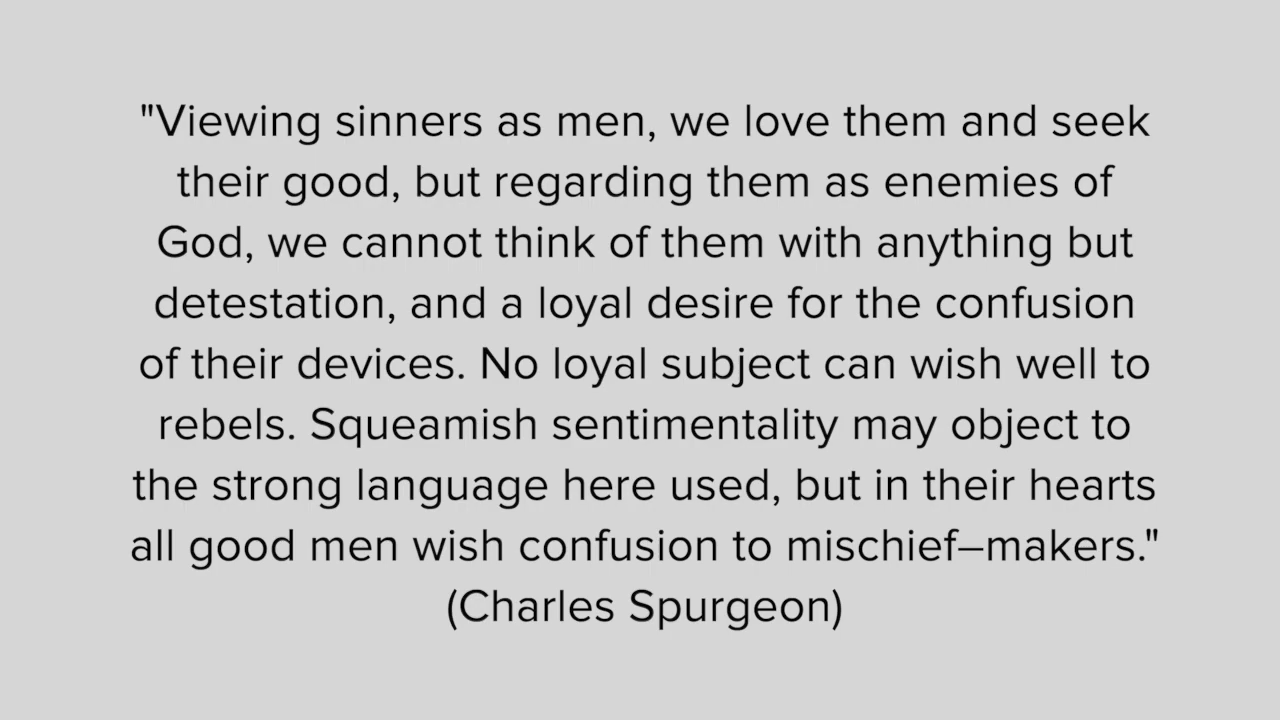 "Viewing sinners as men, we love them and seek
their good, but regarding them as enemies of
God, we cannot think of them with anything but
detestation, and a loyal desire for the confusion
of their devices. No loyal subject can wish well to
rebels. Squeamish sentimentality may object to
the strong language here used, but in their hearts
all good men wish confusion to mischief–makers."
(Charles Spurgeon)